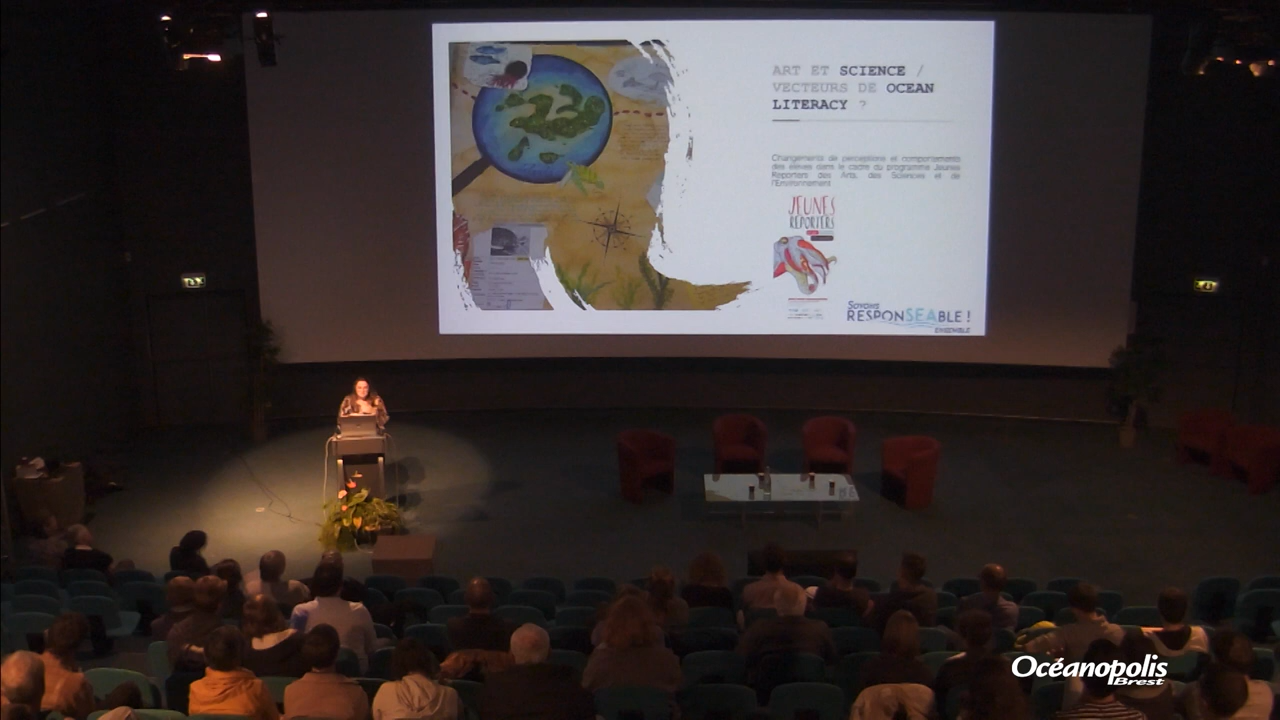 ART ET SCIENCE /
VECTEURS DE OCEAN
LITERACY ?
Changements de perceptions et comportements
des élèves dans le cadre du programme Jeunes
Reporters des Arts, des Sciences et de
l'Environnement
JEUNES
REPORTERS
Soyons
RESPONSEABLE !
ENSEMBLE
Océanopolis
Brest